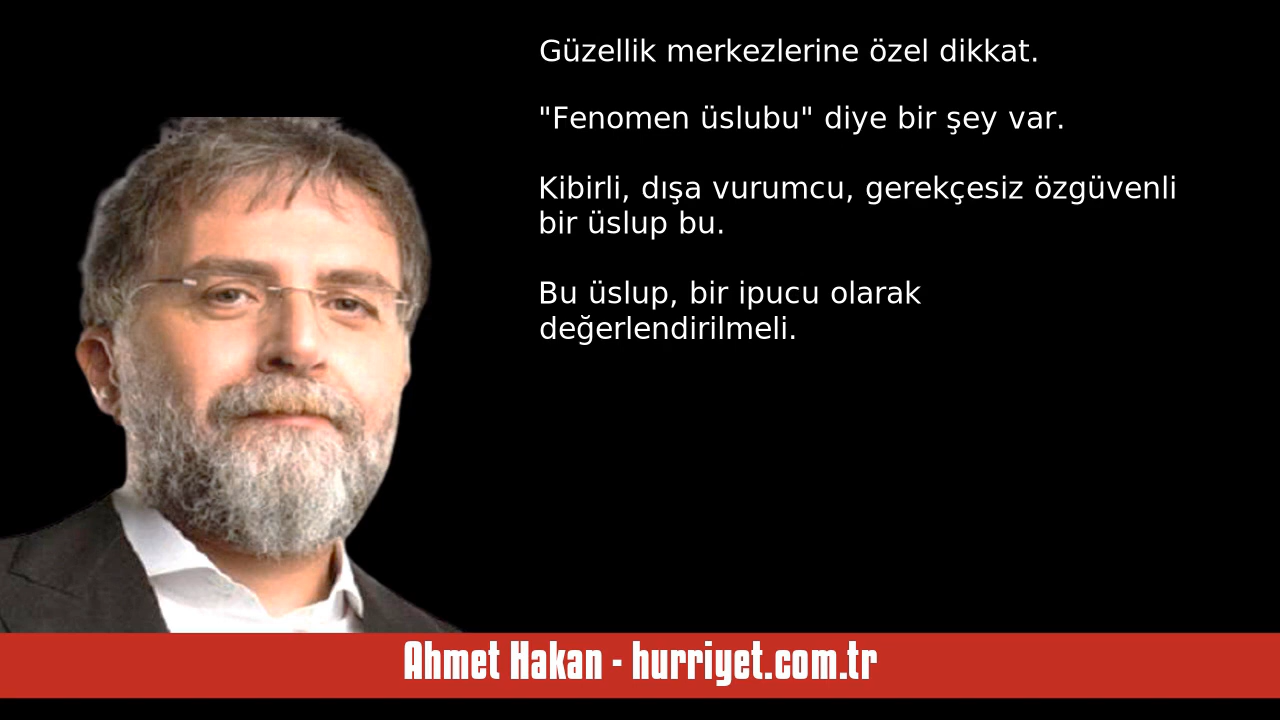 Güzellik merkezlerine özel dikkat.
"Fenomen üslubu" diye bir şey var.
Kibirli, dışa vurumcu, gerekçesiz özgüvenli
bir üslup bu.
Bu üslup, bir ipucu olarak
değerlendirilmeli.
Ahmet Hakan - hurriyet.com.tr